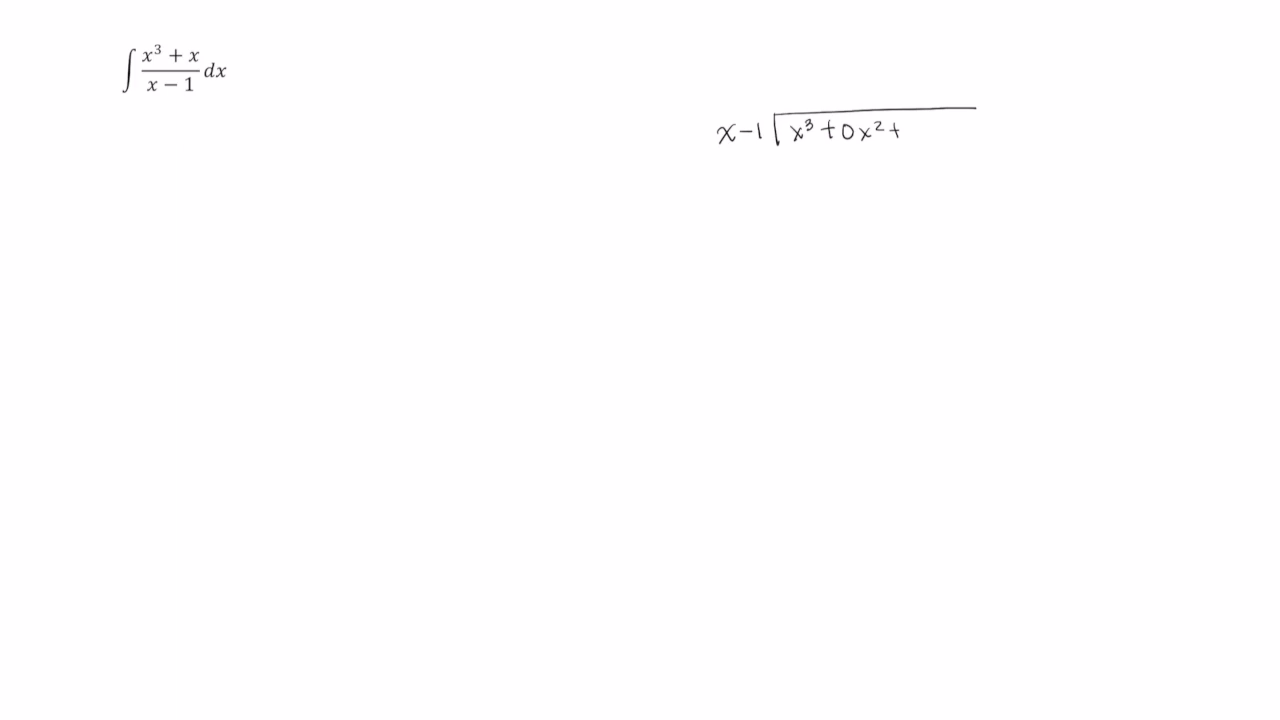 ∫ (x³ + x)/(x − 1) dx
x−1 ⟌ x³ + 0x² +